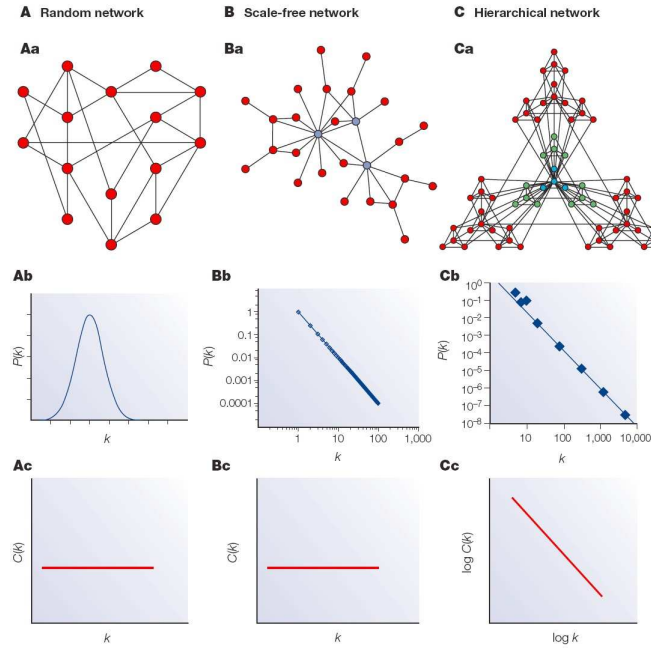 A Random network
B Scale-free network
C Hierarchical network
Aa
Ba
Ca
Ab
P(k)
k
Bb
1
0.1
0.01
0.001
0.0001
P(k)
1
10
100
1,000
k
Cb
10⁰
10⁻¹
10⁻²
10⁻³
10⁻⁴
10⁻⁵
10⁻⁶
10⁻⁷
10⁻⁸
P(k)
10
100
1,000
10,000
k
Ac
C(k)
k
Bc
C(k)
k
Cc
log C(k)
log k